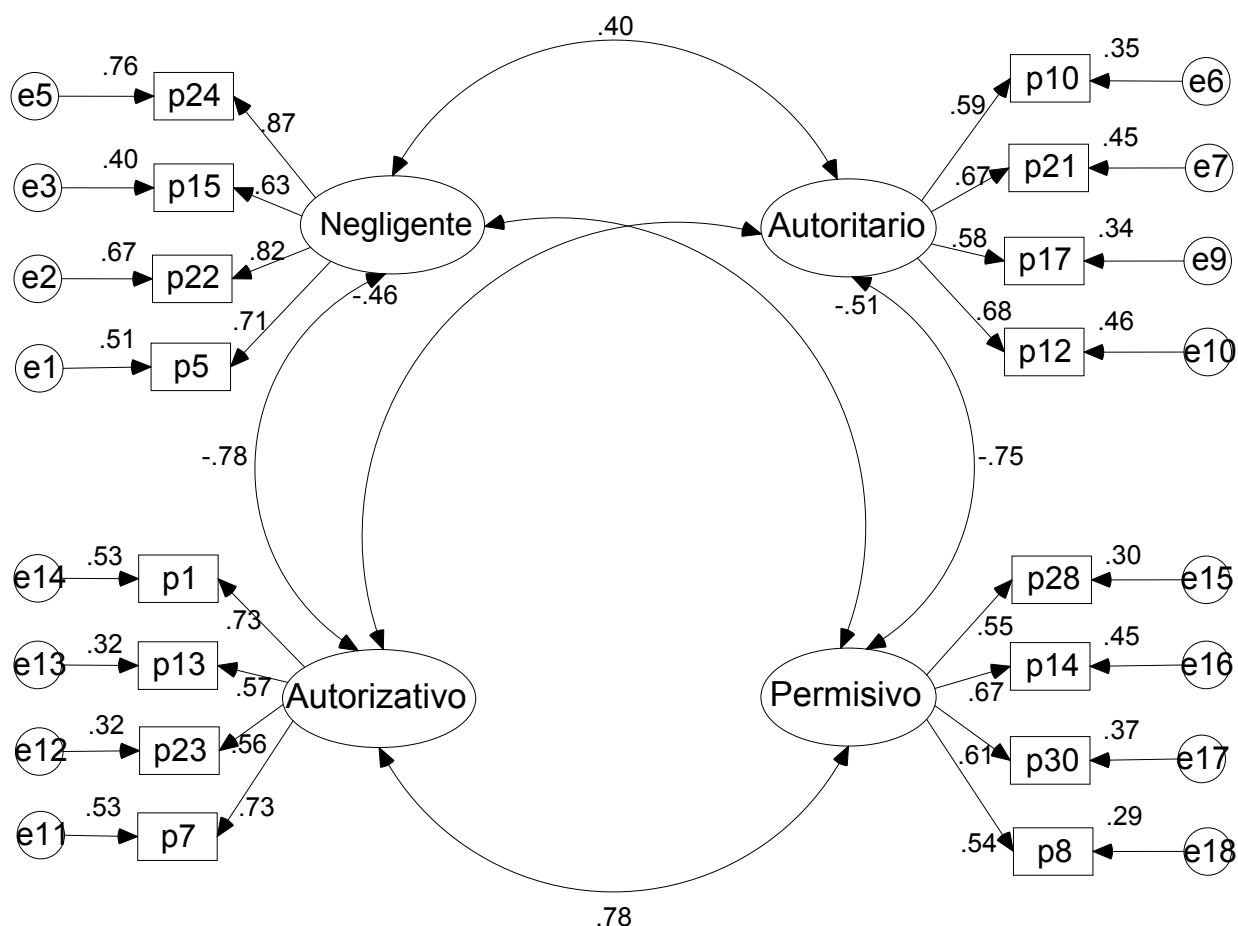 .40
.76
e5
p24
.87
.40
e3
p15
.63
.67
e2
p22
.82
.51
e1
p5
.71
Negligente
Autoritario
.35
p10
e6
.59
.45
p21
e7
.67
.34
p17
e9
.58
.46
p12
e10
.68
-.46
-.51
-.78
-.75
.53
e14
p1
.73
.32
e13
p13
.57
.32
e12
p23
.56
.53
e11
p7
.73
Autorizativo
Permisivo
.30
p28
e15
.55
.45
p14
e16
.67
.37
p30
e17
.61
.29
p8
e18
.54
.78